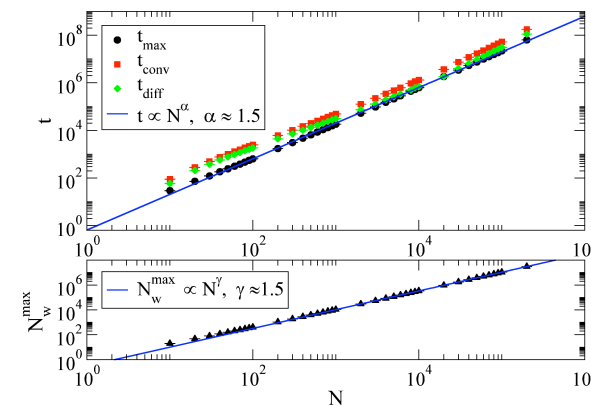 10^8
10^6
10^4
10^2
10^0
t
t_max
t_conv
t_diff
t ∝ N^α, α ≈ 1.5
10^0 10^2 10^4 10
10^6
10^4
10^2
10^0
N_w^max
N_w^max ∝ N^γ, γ ≈1.5
10^0 10^2 10^4 10
N